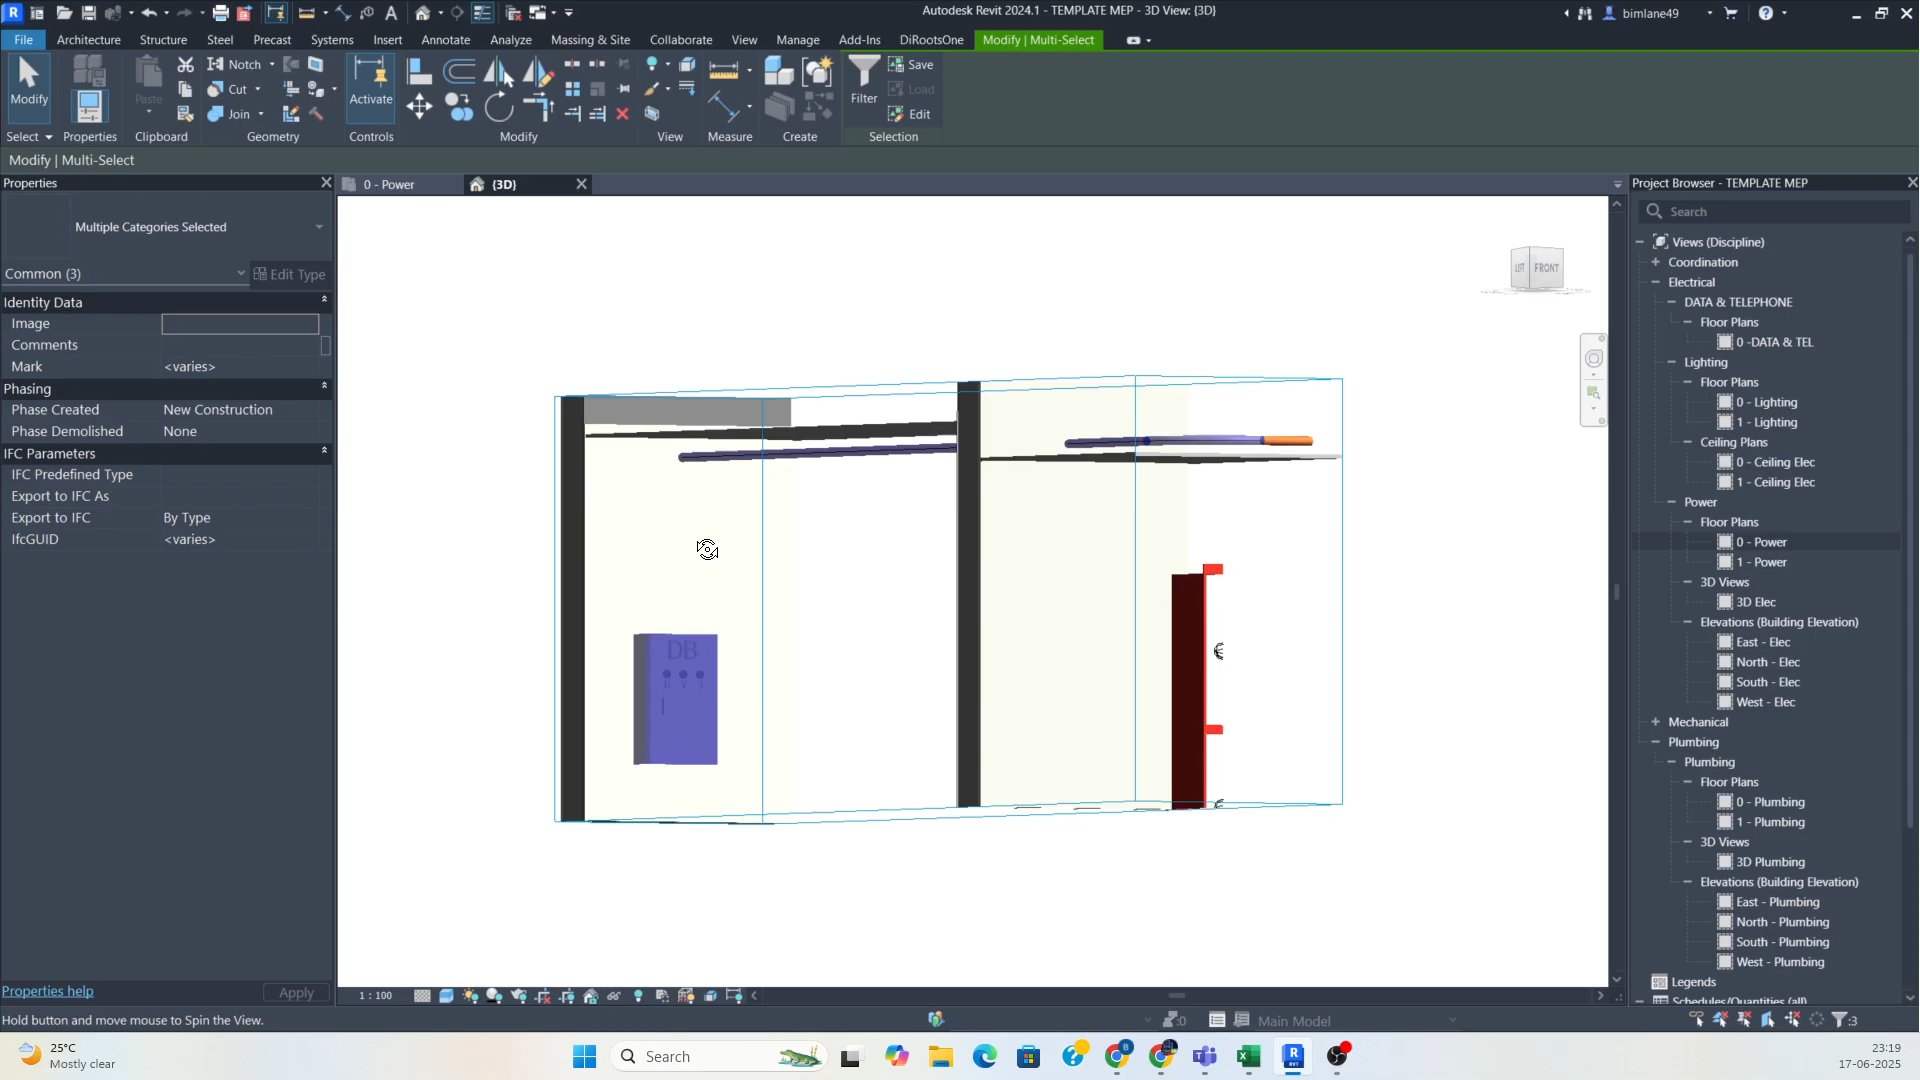 Autodesk Revit 2024.1 - TEMPLATE MEP - 3D View: {3D}
bimlane49
File
Architecture
Structure
Steel
Precast
Systems
Insert
Annotate
Analyze
Massing & Site
Collaborate
View
Manage
Add-Ins
DiRootsOne
Modify | Multi-Select
Modify
Paste
Notch
Cut
Join
Activate
Filter
Save
Load
Edit
Select
Properties
Clipboard
Geometry
Controls
Modify
View
Measure
Create
Selection
Modify | Multi-Select
Properties
Multiple Categories Selected
Common (3)
Edit Type
Identity Data
Image
Comments
Mark <varies>
Phasing
Phase Created New Construction
Phase Demolished None
IFC Parameters
IFC Predefined Type
Export to IFC As
Export to IFC By Type
IfcGUID <varies>
Properties help
Apply
0 - Power
{3D}
LEFT
FRONT
DB
1 : 100
Project Browser - TEMPLATE MEP
Search
Views (Discipline)
Coordination
Electrical
DATA & TELEPHONE
Floor Plans
0 -DATA & TEL
Lighting
Floor Plans
0 - Lighting
1 - Lighting
Ceiling Plans
0 - Ceiling Elec
1 - Ceiling Elec
Power
Floor Plans
0 - Power
1 - Power
3D Views
3D Elec
Elevations (Building Elevation)
East - Elec
North - Elec
South - Elec
West - Elec
Mechanical
Plumbing
Plumbing
Floor Plans
0 - Plumbing
1 - Plumbing
3D Views
3D Plumbing
Elevations (Building Elevation)
East - Plumbing
North - Plumbing
South - Plumbing
West - Plumbing
Legends
Schedules/Quantities (all)
Hold button and move mouse to Spin the View.
:0
Main Model
:3
25°C
Mostly clear
Search
23:19
17-06-2025